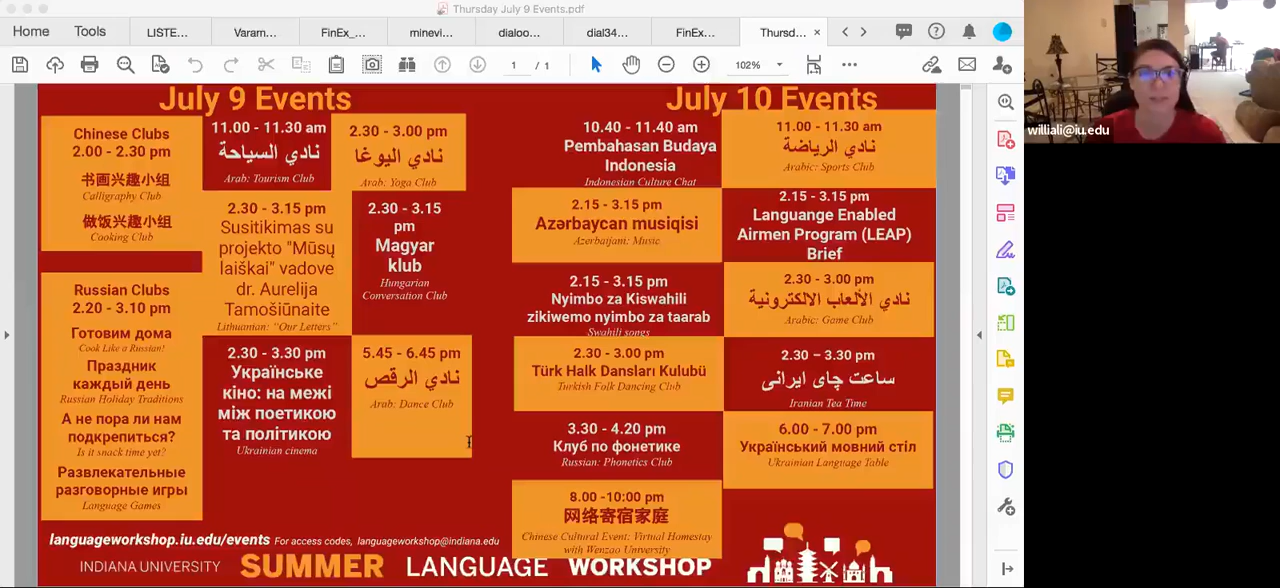 Thursday July 9 Events.pdf
Home
Tools
LISTE...
Varam...
FinEx_...
minevi...
dialoo...
dial34...
FinEx...
Thursd...
1 / 1
102%
July 9 Events
Chinese Clubs
2.00 - 2.30 pm
书画兴趣小组
Calligraphy Club
做饭兴趣小组
Cooking Club
Russian Clubs
2.20 - 3.10 pm
Готовим дома
Cook Like a Russian!
Праздник
каждый день
Russian Holiday Traditions
А не пора ли нам
подкрепиться?
Is it snack time yet?
Развлекательные
разговорные игры
Language Games
11.00 - 11.30 am
نادي السياحة
Arab: Tourism Club
2.30 - 3.00 pm
نادي اليوغا
Arab: Yoga Club
2.30 - 3.15 pm
Susitikimas su
projekto "Mūsų
laiškai" vadove
dr. Aurelija
Tamošiūnaite
Lithuanian: "Our Letters"
2.30 - 3.15
pm
Magyar
klub
Hungarian
Conversation Club
2.30 - 3.30 pm
Українське
кіно: на межі
між поетикою
та політикою
Ukrainian cinema
5.45 - 6.45 pm
نادي الرقص
Arab: Dance Club
July 10 Events
10.40 - 11.40 am
Pembahasan Budaya
Indonesia
Indonesian Culture Chat
11.00 - 11.30 am
نادي الرياضة
Arabic: Sports Club
2.15 - 3.15 pm
Azərbaycan musiqisi
Azerbaijani: Music
2.15 - 3.15 pm
Languange Enabled
Airmen Program (LEAP)
Brief
2.15 - 3.15 pm
Nyimbo za Kiswahili
zikiwemo nyimbo za taarab
Swahili songs
2.30 - 3.00 pm
نادي الألعاب الالكترونية
Arabic: Game Club
2.30 - 3.00 pm
Türk Halk Dansları Kulubü
Turkish Folk Dancing Club
2.30 – 3.30 pm
ساعت چای ایرانی
Iranian Tea Time
3.30 - 4.20 pm
Клуб по фонетике
Russian: Phonetics Club
6.00 - 7.00 pm
Український мовний стіл
Ukrainian Language Table
8.00 -10:00 pm
网络寄宿家庭
Chinese Cultural Event: Virtual Homestay
with Wenzao University
languageworkshop.iu.edu/events For access codes, languageworkshop@indiana.edu
INDIANA UNIVERSITY SUMMER LANGUAGE WORKSHOP
williali@iu.edu